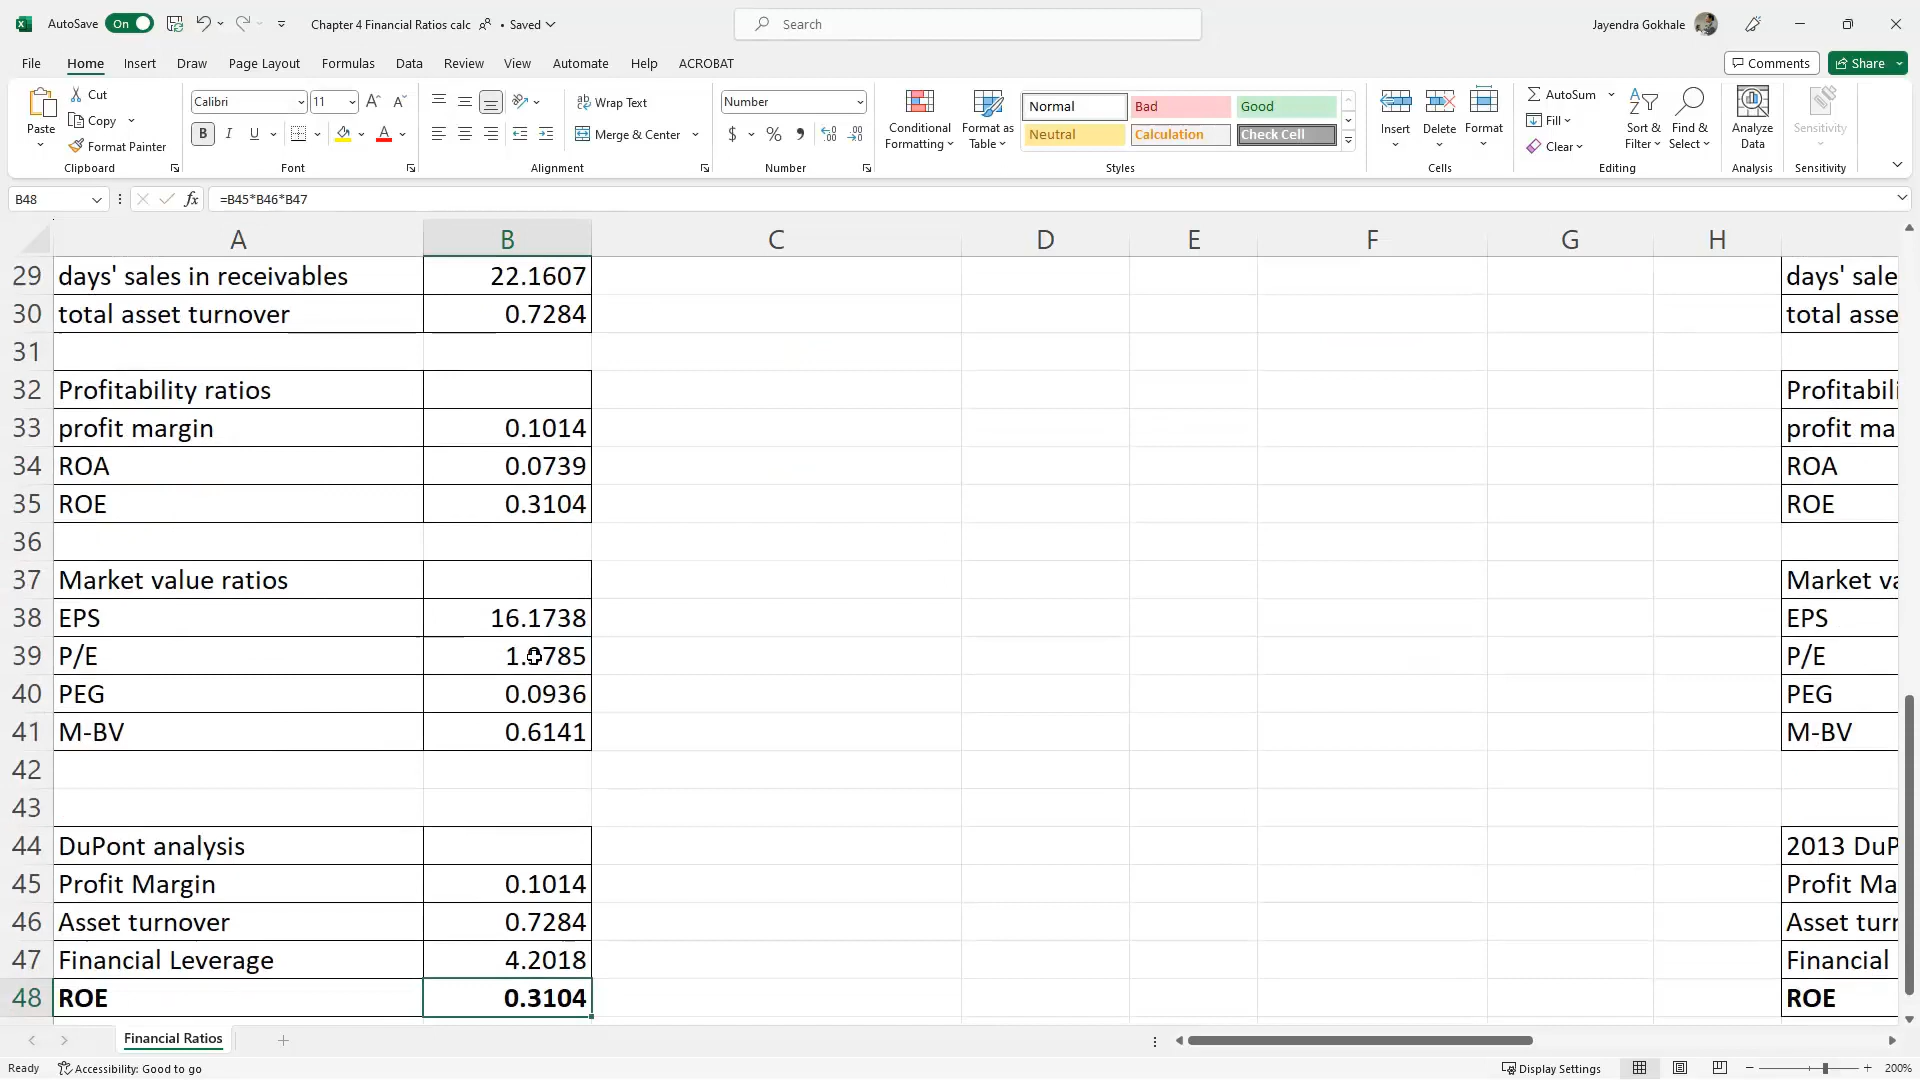 AutoSave On Chapter 4 Financial Ratios calc • Saved Search Jayendra Gokhale
File Home Insert Draw Page Layout Formulas Data Review View Automate Help ACROBAT Comments Share
Paste Cut Copy Format Painter Clipboard
Calibri 11 B I U A Font
Wrap Text Merge & Center Alignment
Number $ % , Number
Conditional Formatting Format as Table Normal Bad Good Neutral Calculation Check Cell Styles
Insert Delete Format Cells
AutoSum Fill Clear Sort & Filter Find & Select Editing
Analyze Data Analysis
Sensitivity Sensitivity
B48 fx =B45*B46*B47
A B C D E F G H
29 days' sales in receivables 22.1607 days' sale
30 total asset turnover 0.7284 total asse
31
32 Profitability ratios Profitabili
33 profit margin 0.1014 profit ma
34 ROA 0.0739 ROA
35 ROE 0.3104 ROE
36
37 Market value ratios Market va
38 EPS 16.1738 EPS
39 P/E P/E
40 PEG 0.0936 PEG
41 M-BV 0.6141 M-BV
42
43
44 DuPont analysis 2013 DuP
45 Profit Margin 0.1014 Profit Ma
46 Asset turnover 0.7284 Asset turr
47 Financial Leverage 4.2018 Financial
48 ROE 0.3104 ROE
Financial Ratios
Ready Accessibility: Good to go Display Settings 200%